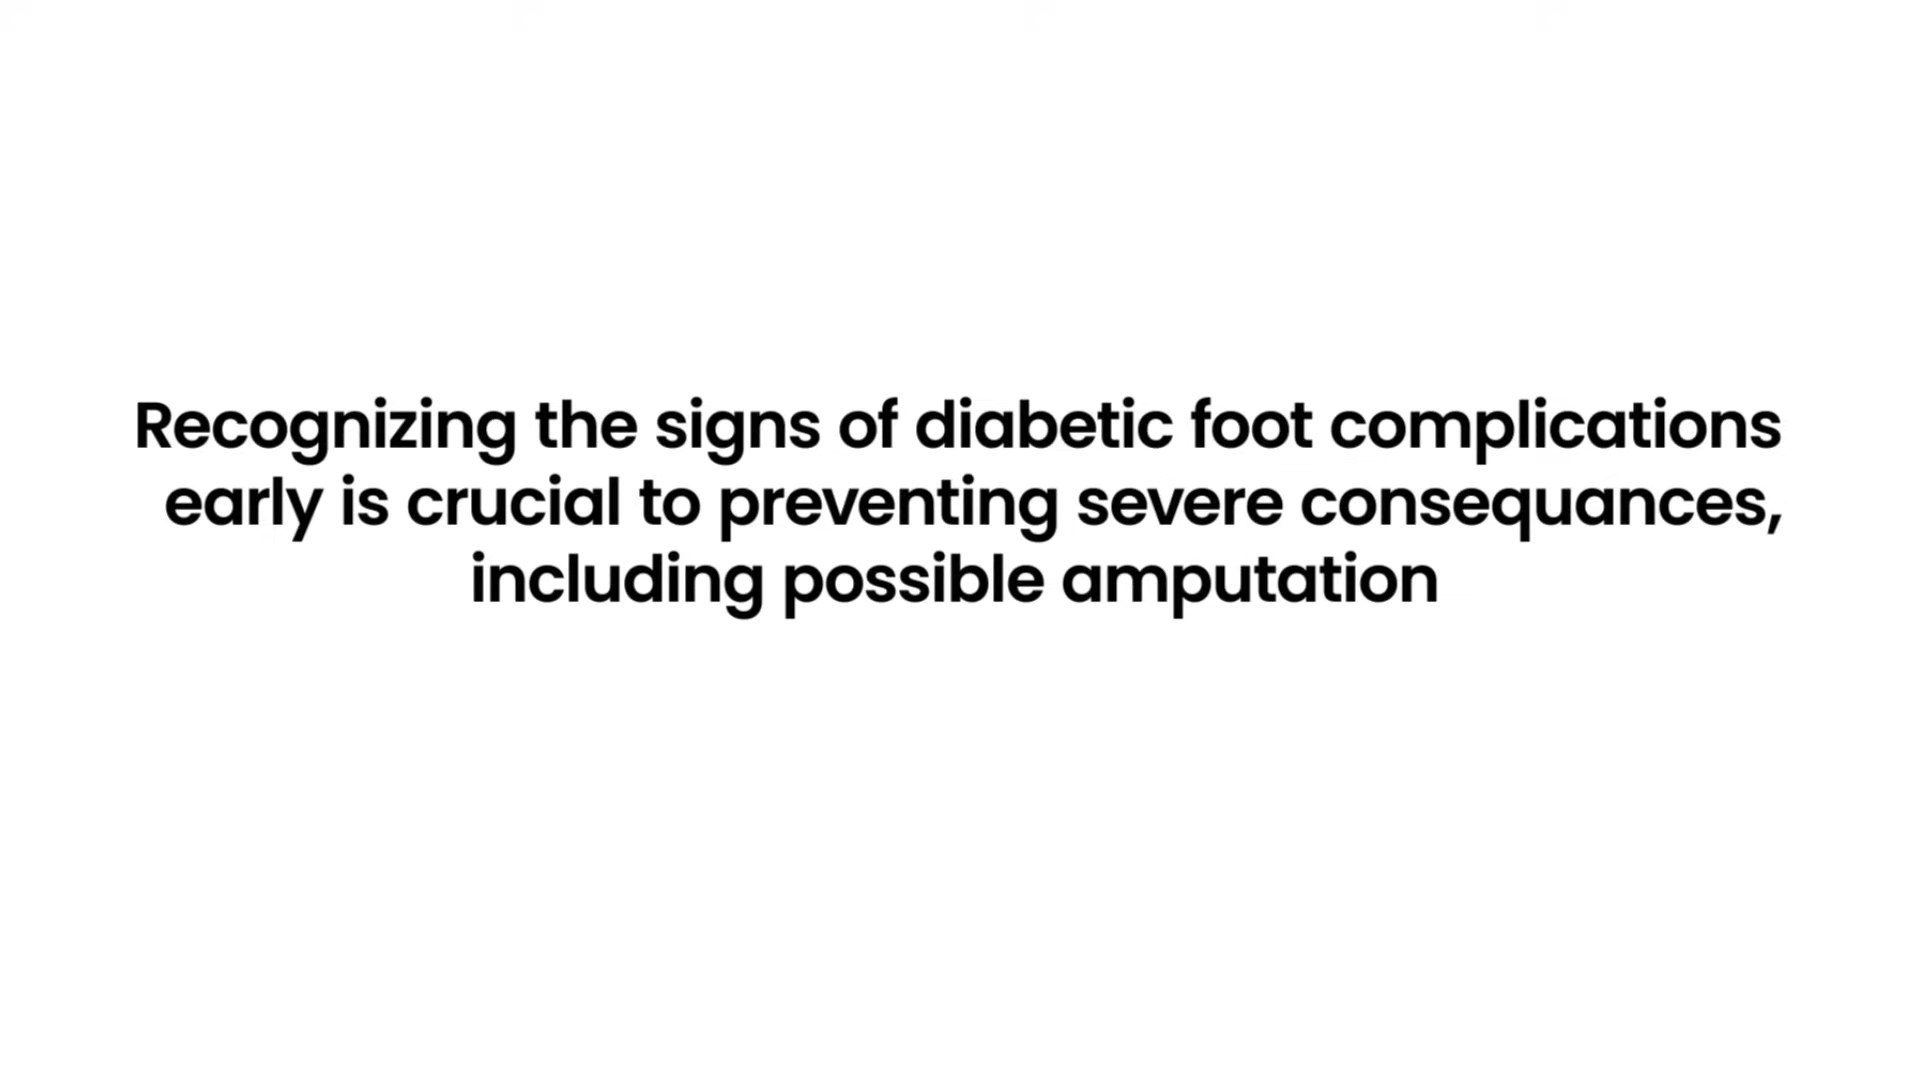 Recognizing the signs of diabetic foot complications
early is crucial to preventing severe consequances,
including possible amputation